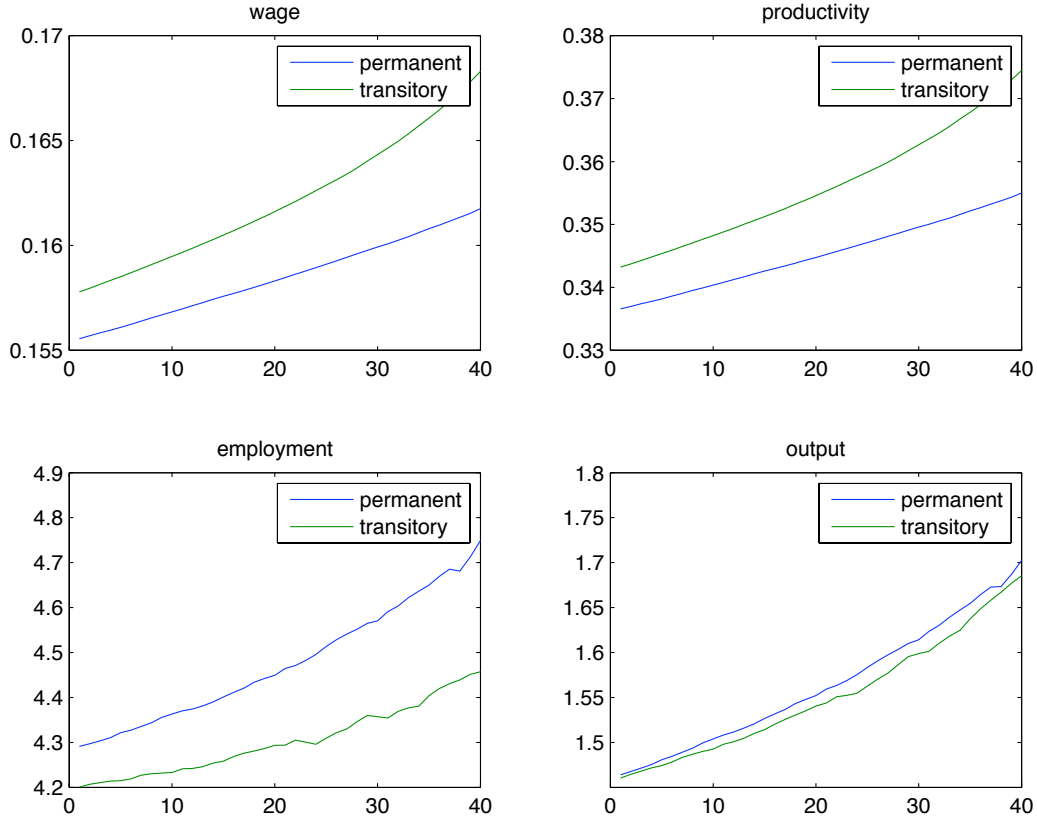 wage
0.17
0.165
0.16
0.155
0 10 20 30 40
permanent
transitory
productivity
0.38
0.37
0.36
0.35
0.34
0.33
0 10 20 30 40
permanent
transitory
employment
4.9
4.8
4.7
4.6
4.5
4.4
4.3
4.2
0 10 20 30 40
permanent
transitory
output
1.8
1.75
1.7
1.65
1.6
1.55
1.5
0 10 20 30 40
permanent
transitory